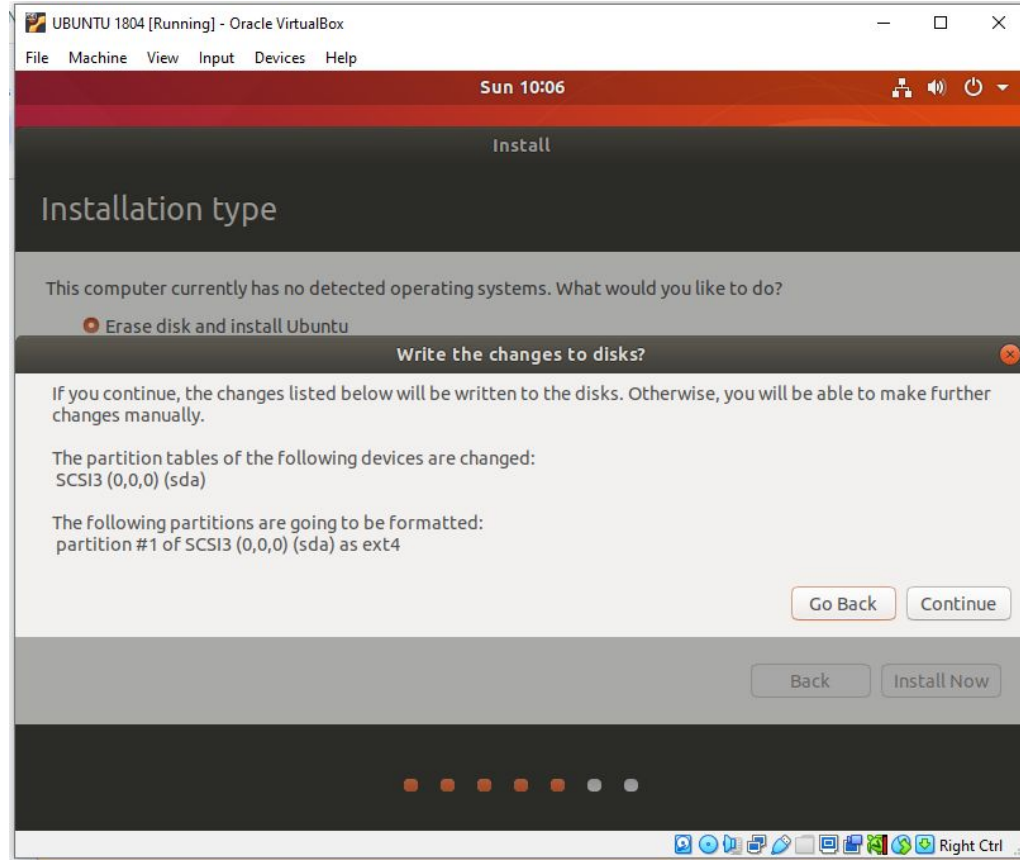 UBUNTU 1804 [Running] - Oracle VirtualBox
File Machine View Input Devices Help
Sun 10:06
Install
Installation type
This computer currently has no detected operating systems. What would you like to do?
Erase disk and install Ubuntu
Write the changes to disks?
If you continue, the changes listed below will be written to the disks. Otherwise, you will be able to make further
changes manually.
The partition tables of the following devices are changed:
SCSI3 (0,0,0) (sda)
The following partitions are going to be formatted:
partition #1 of SCSI3 (0,0,0) (sda) as ext4
Go Back Continue
Back Install Now
Right Ctrl